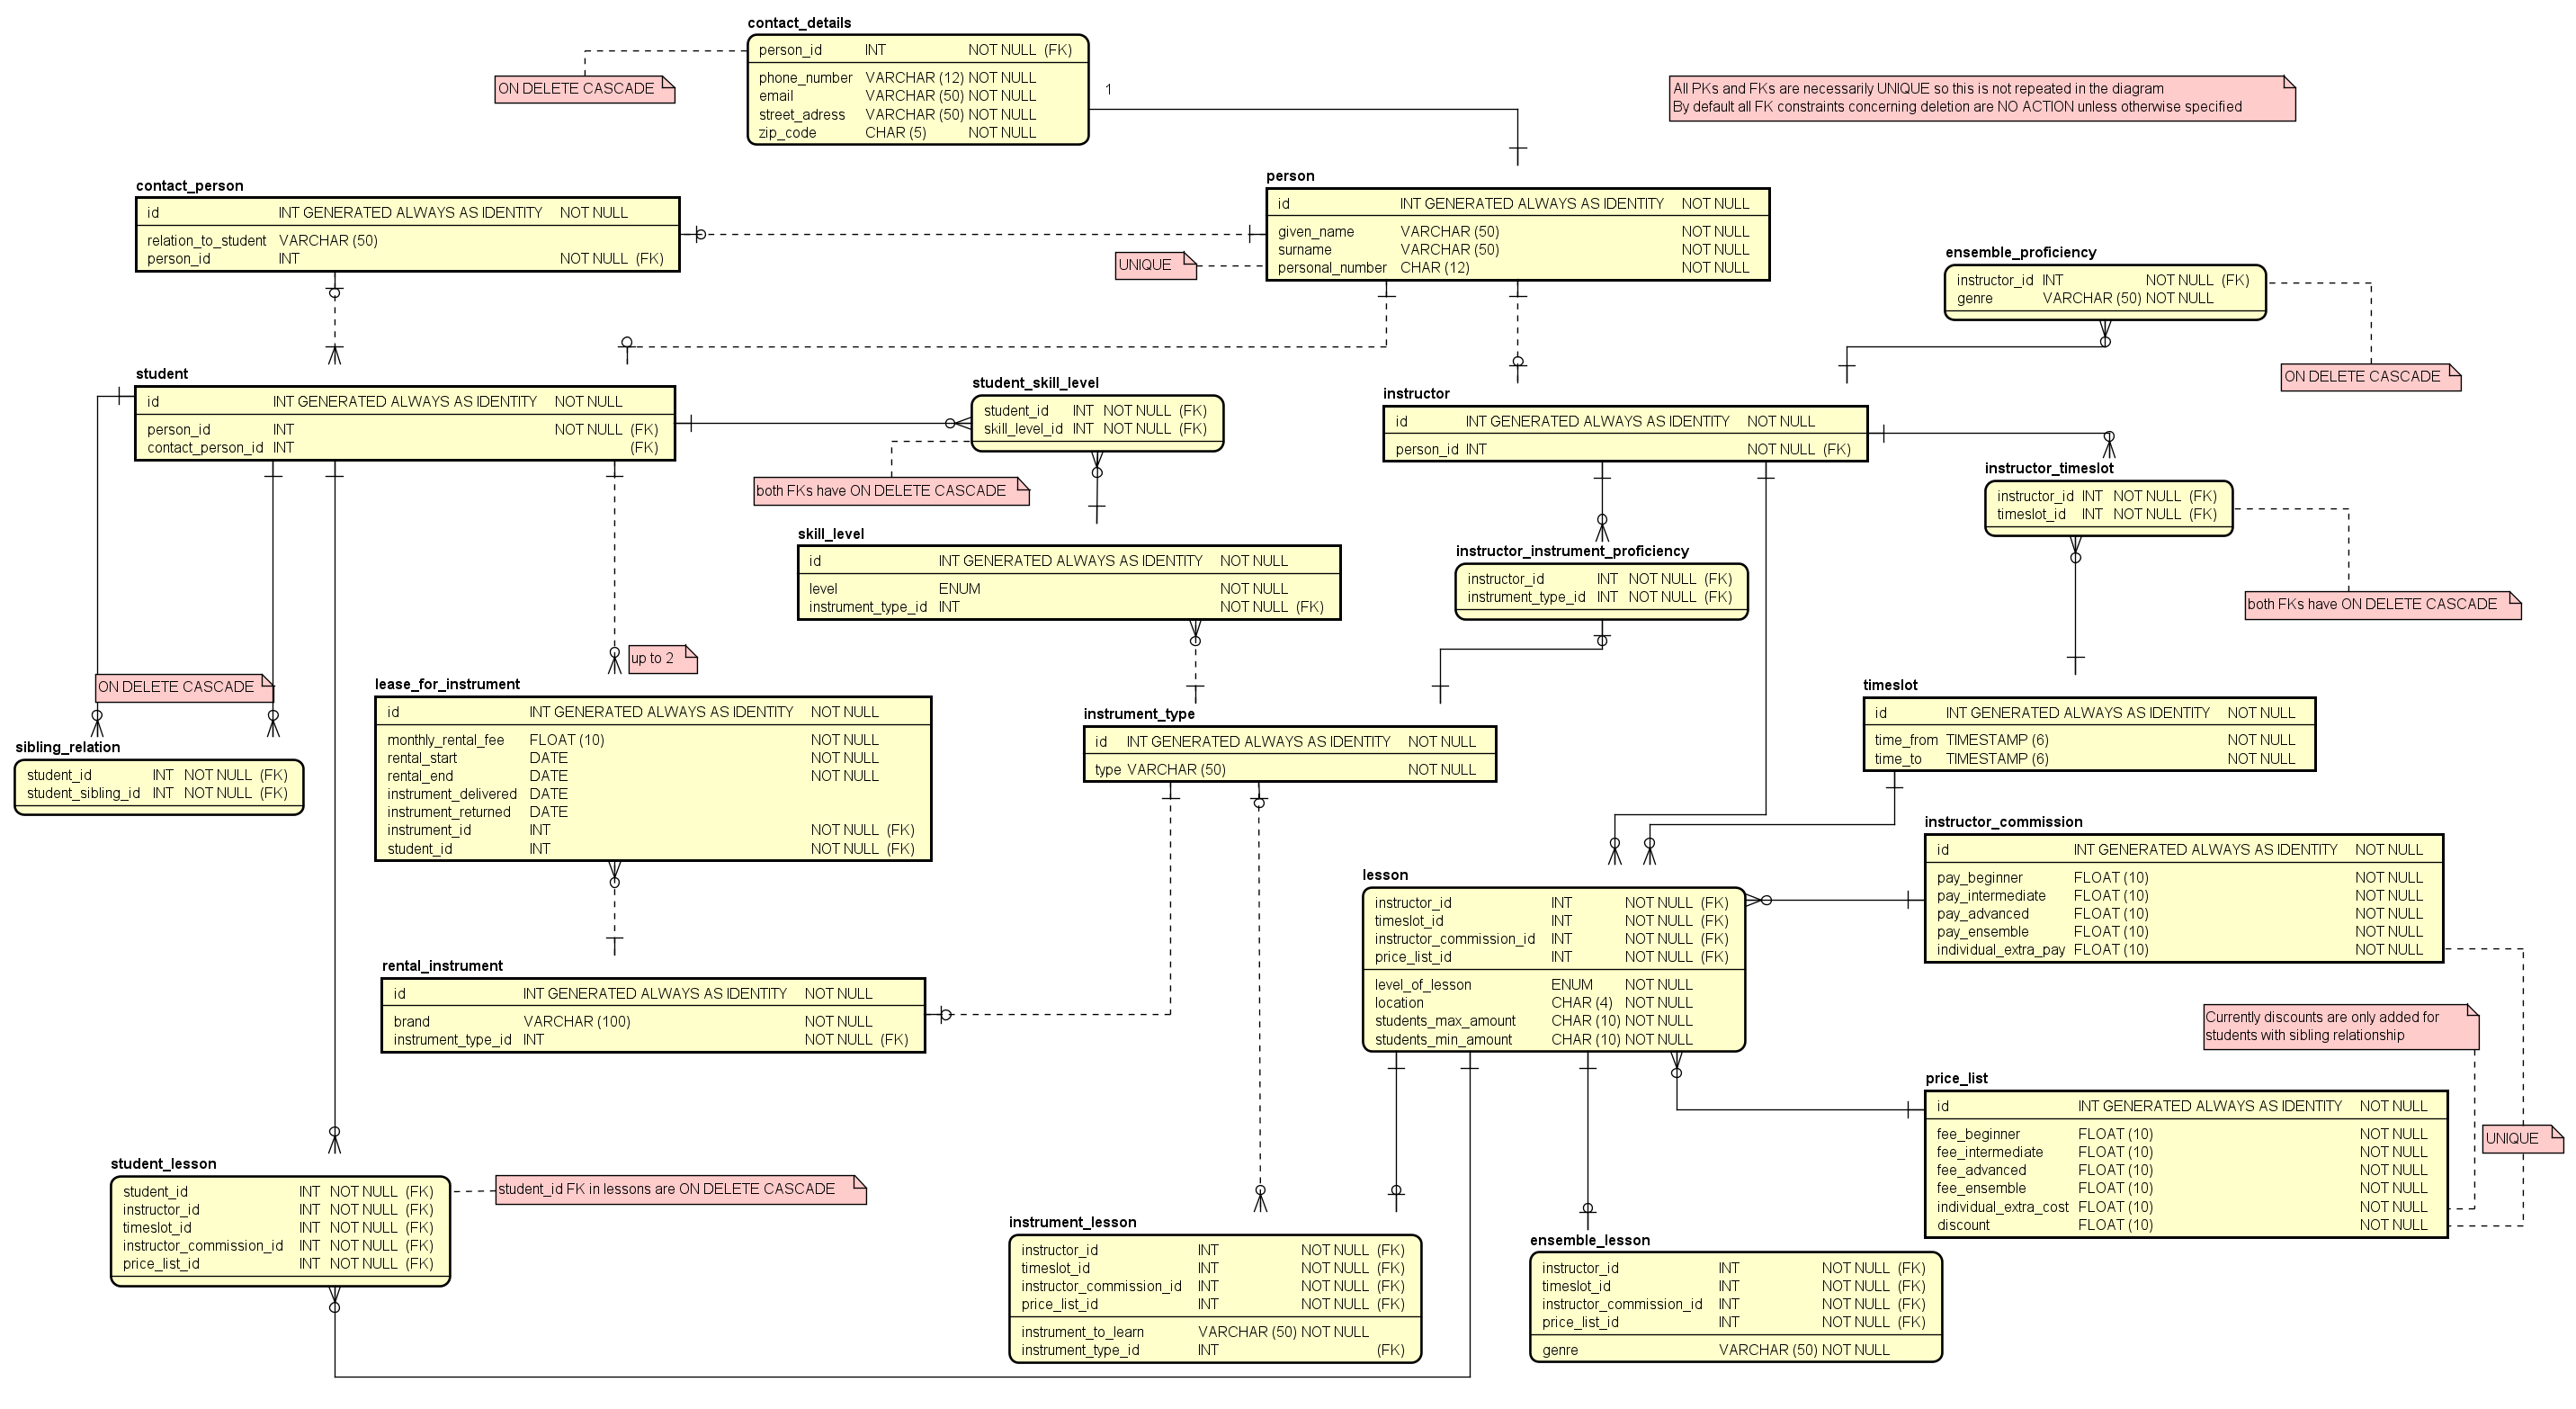 contact_details
person_id INT NOT NULL (FK)
phone_number VARCHAR (12) NOT NULL
email VARCHAR (50) NOT NULL
street_adress VARCHAR (50) NOT NULL
zip_code CHAR (5) NOT NULL
ON DELETE CASCADE
1
All PKs and FKs are necessarily UNIQUE so this is not repeated in the diagram
By default all FK constraints concerning deletion are NO ACTION unless otherwise specified
contact_person
id INT GENERATED ALWAYS AS IDENTITY NOT NULL
relation_to_student VARCHAR (50)
person_id INT NOT NULL (FK)
person
id INT GENERATED ALWAYS AS IDENTITY NOT NULL
given_name VARCHAR (50) NOT NULL
surname VARCHAR (50) NOT NULL
personal_number CHAR (12) NOT NULL
UNIQUE
ensemble_proficiency
instructor_id INT NOT NULL (FK)
genre VARCHAR (50) NOT NULL
ON DELETE CASCADE
student
id INT GENERATED ALWAYS AS IDENTITY NOT NULL
person_id INT NOT NULL (FK)
contact_person_id INT (FK)
student_skill_level
student_id INT NOT NULL (FK)
skill_level_id INT NOT NULL (FK)
both FKs have ON DELETE CASCADE
instructor
id INT GENERATED ALWAYS AS IDENTITY NOT NULL
person_id INT NOT NULL (FK)
instructor_timeslot
instructor_id INT NOT NULL (FK)
timeslot_id INT NOT NULL (FK)
both FKs have ON DELETE CASCADE
skill_level
id INT GENERATED ALWAYS AS IDENTITY NOT NULL
level ENUM NOT NULL
instrument_type_id INT NOT NULL (FK)
instructor_instrument_proficiency
instructor_id INT NOT NULL (FK)
instrument_type_id INT NOT NULL (FK)
up to 2
ON DELETE CASCADE
sibling_relation
student_id INT NOT NULL (FK)
student_sibling_id INT NOT NULL (FK)
lease_for_instrument
id INT GENERATED ALWAYS AS IDENTITY NOT NULL
monthly_rental_fee FLOAT (10) NOT NULL
rental_start DATE NOT NULL
rental_end DATE NOT NULL
instrument_delivered DATE
instrument_returned DATE
instrument_id INT NOT NULL (FK)
student_id INT NOT NULL (FK)
instrument_type
id INT GENERATED ALWAYS AS IDENTITY NOT NULL
type VARCHAR (50) NOT NULL
timeslot
id INT GENERATED ALWAYS AS IDENTITY NOT NULL
time_from TIMESTAMP (6) NOT NULL
time_to TIMESTAMP (6) NOT NULL
instructor_commission
id INT GENERATED ALWAYS AS IDENTITY NOT NULL
pay_beginner FLOAT (10) NOT NULL
pay_intermediate FLOAT (10) NOT NULL
pay_advanced FLOAT (10) NOT NULL
pay_ensemble FLOAT (10) NOT NULL
individual_extra_pay FLOAT (10) NOT NULL
lesson
instructor_id INT NOT NULL (FK)
timeslot_id INT NOT NULL (FK)
instructor_commission_id INT NOT NULL (FK)
price_list_id INT NOT NULL (FK)
level_of_lesson ENUM NOT NULL
location CHAR (4) NOT NULL
students_max_amount CHAR (10) NOT NULL
students_min_amount CHAR (10) NOT NULL
rental_instrument
id INT GENERATED ALWAYS AS IDENTITY NOT NULL
brand VARCHAR (100) NOT NULL
instrument_type_id INT NOT NULL (FK)
Currently discounts are only added for
students with sibling relationship
price_list
id INT GENERATED ALWAYS AS IDENTITY NOT NULL
fee_beginner FLOAT (10) NOT NULL
fee_intermediate FLOAT (10) NOT NULL
fee_advanced FLOAT (10) NOT NULL
fee_ensemble FLOAT (10) NOT NULL
individual_extra_cost FLOAT (10) NOT NULL
discount FLOAT (10) NOT NULL
UNIQUE
student_lesson
student_id INT NOT NULL (FK)
instructor_id INT NOT NULL (FK)
timeslot_id INT NOT NULL (FK)
instructor_commission_id INT NOT NULL (FK)
price_list_id INT NOT NULL (FK)
student_id FK in lessons are ON DELETE CASCADE
instrument_lesson
instructor_id INT NOT NULL (FK)
timeslot_id INT NOT NULL (FK)
instructor_commission_id INT NOT NULL (FK)
price_list_id INT NOT NULL (FK)
instrument_to_learn VARCHAR (50) NOT NULL
instrument_type_id INT (FK)
ensemble_lesson
instructor_id INT NOT NULL (FK)
timeslot_id INT NOT NULL (FK)
instructor_commission_id INT NOT NULL (FK)
price_list_id INT NOT NULL (FK)
genre VARCHAR (50) NOT NULL